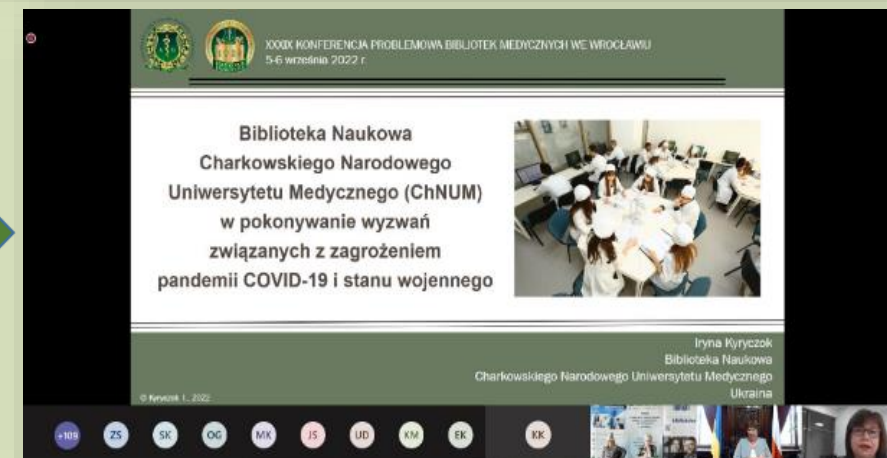 XXXIX KONFERENCJA PROBLEMOWA BIBLIOTEK MEDYCZNYCH WE WROCŁAWIU
5-6 września 2022 r.
Biblioteka Naukowa
Charkowskiego Narodowego
Uniwersytetu Medycznego (ChNUM)
w pokonywanie wyzwań
związanych z zagrożeniem
pandemii COVID-19 i stanu wojennego
Iryna Kyryczok
Biblioteka Naukowa
Charkowskiego Narodowego Uniwersytetu Medycznego
Ukraina
© Kyryczok I., 2022
+109 ZS SK OG MK JS UD KM EK KK